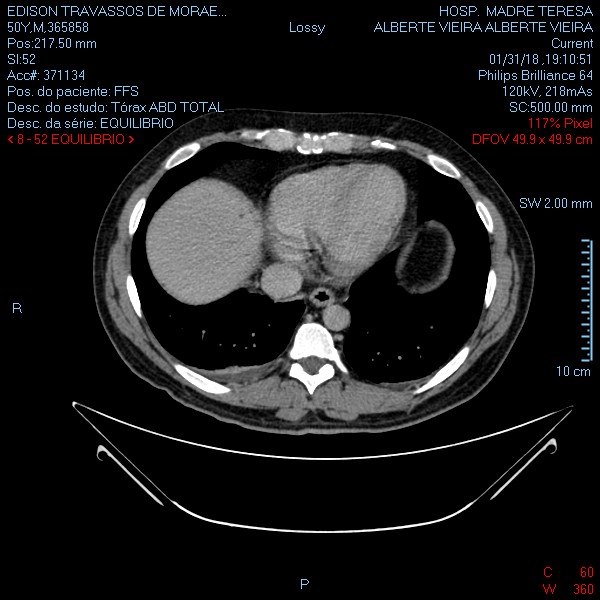 EDISON TRAVASSOS DE MORAE...
50Y,M,365858
Pos:217.50 mm
SI:52
Acc#: 371134
Pos. do paciente: FFS
Desc. do estudo: Tórax ABD TOTAL
Desc. da série: EQUILIBRIO
< 8 - 52 EQUILIBRIO >
Lossy
HOSP. MADRE TERESA
ALBERTE VIEIRA ALBERTE VIEIRA
Current
01/31/18 ,19:10:51
Philips Brilliance 64
120kV, 218mAs
SC:500.00 mm
117% Pixel
DFOV 49.9 x 49.9 cm
SW 2.00 mm
R
10 cm
P
C 60
W 360